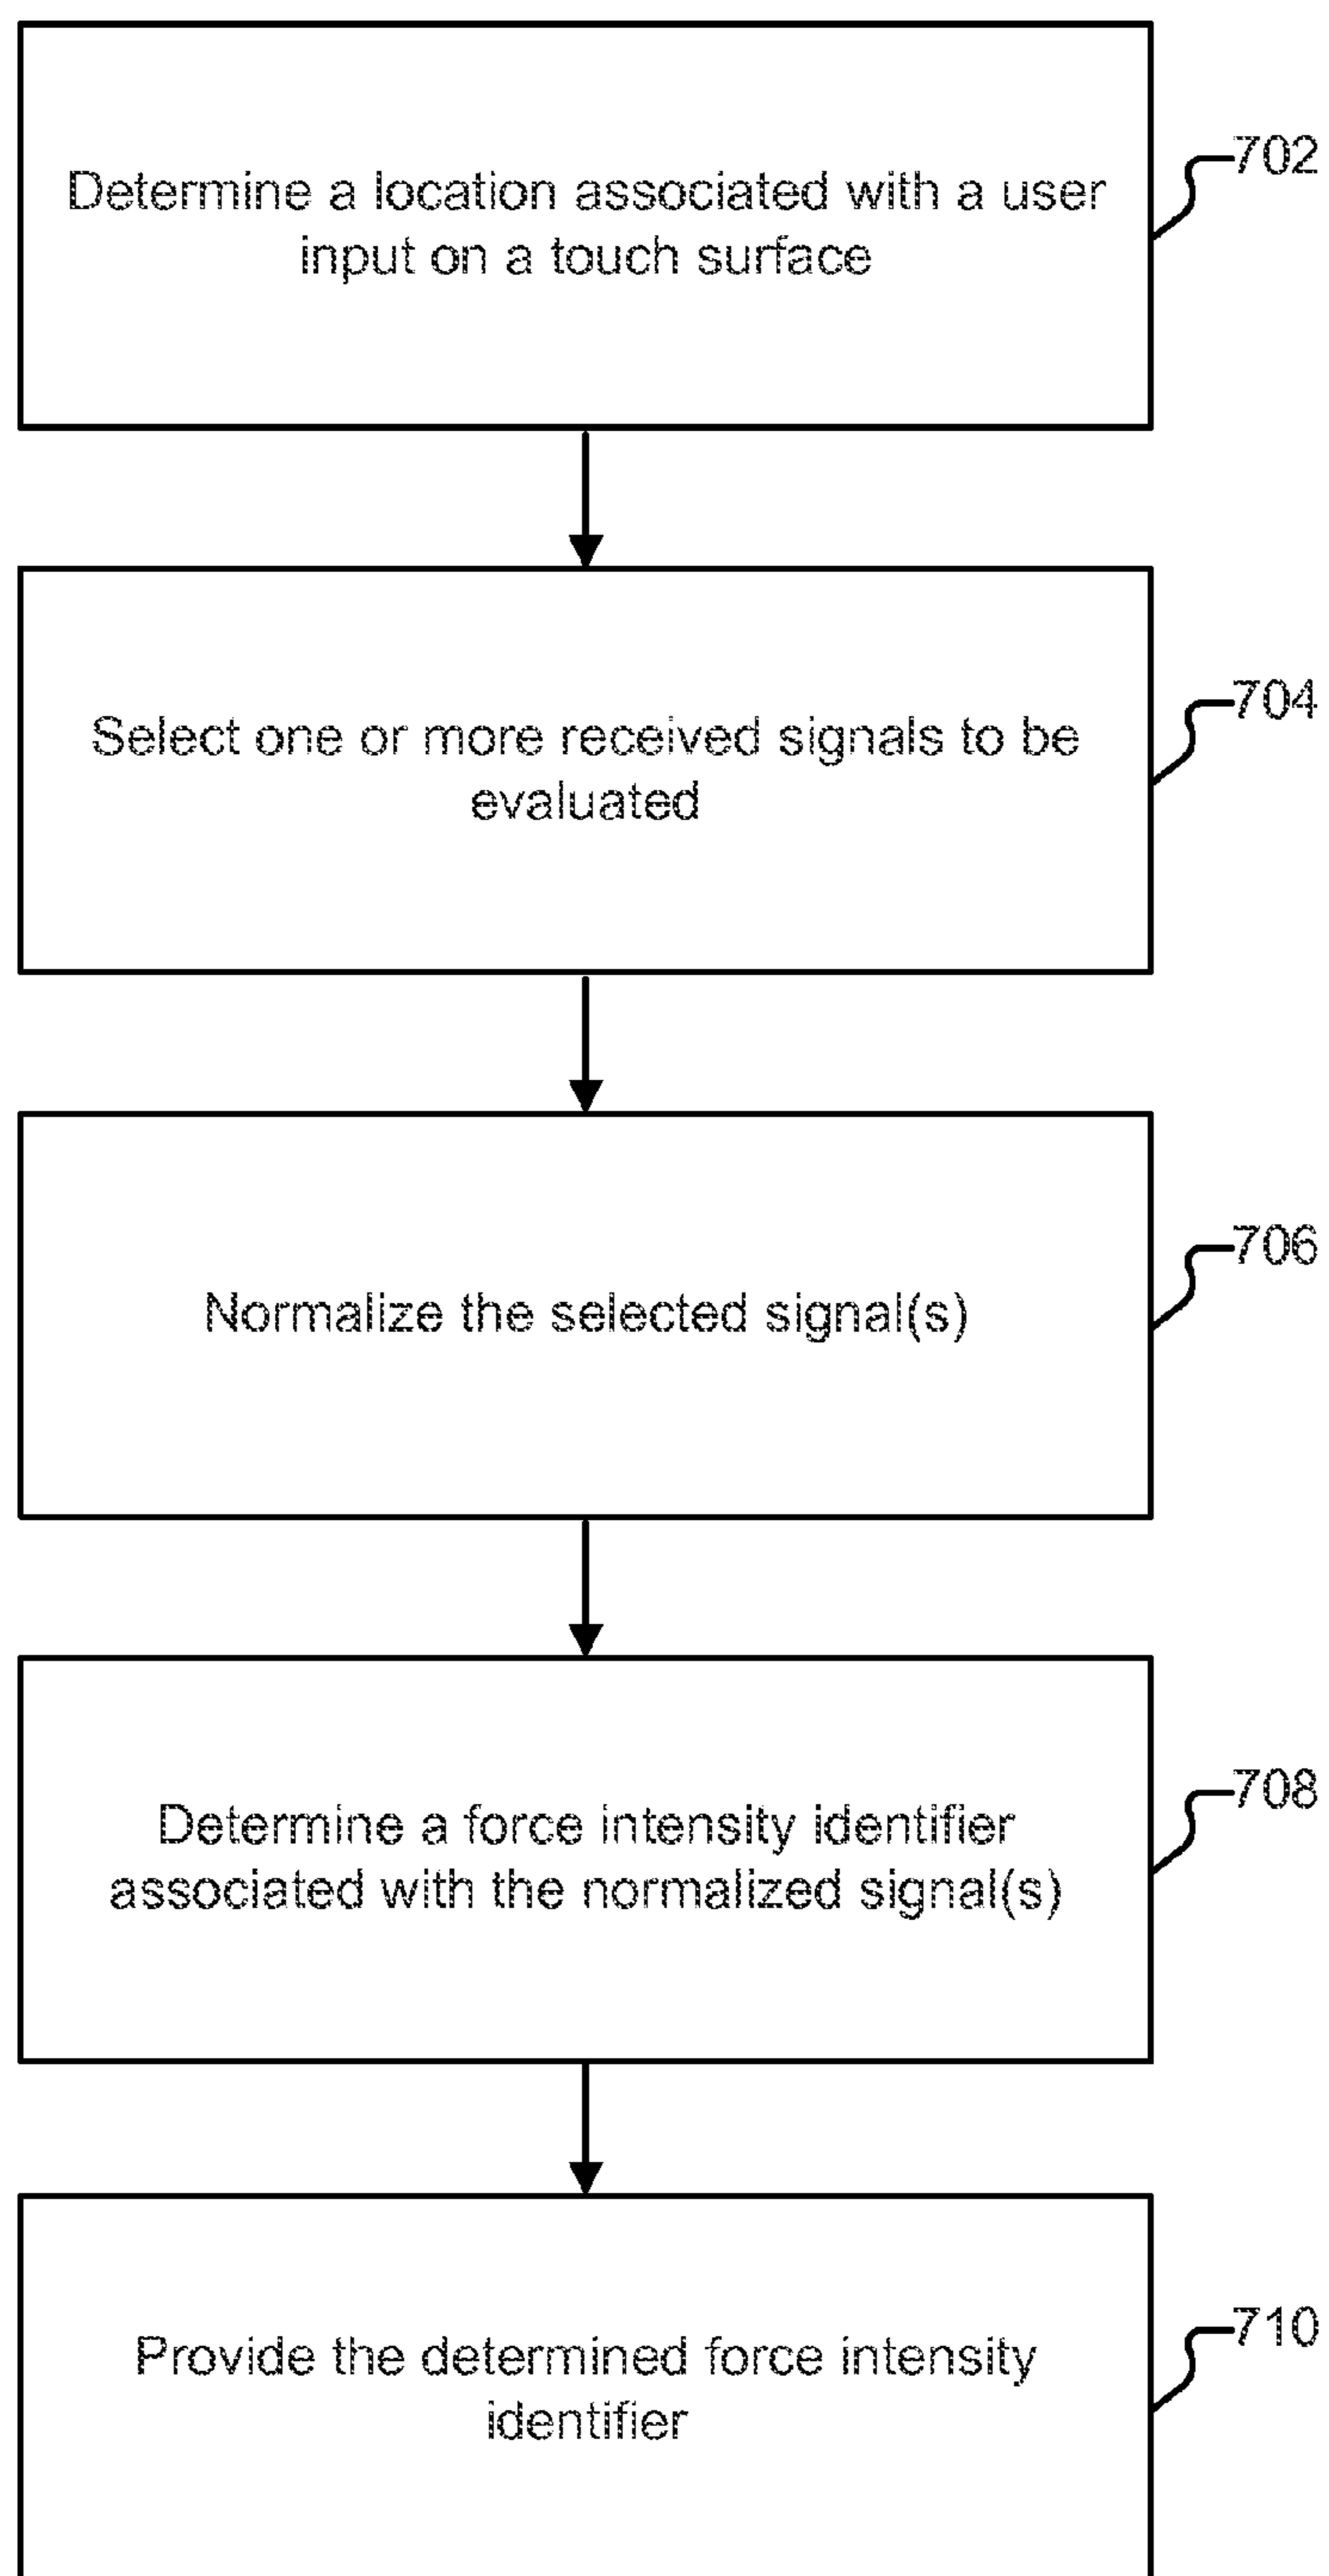 Determine a location associated with a user
input on a touch surface
702
Select one or more received signals to be
evaluated
704
Normalize the selected signal(s)
706
Determine a force intensity identifier
associated with the normalized signal(s)
708
Provide the determined force intensity
identifier
710